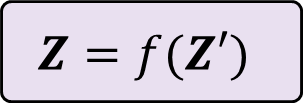 Z = f(Z′)